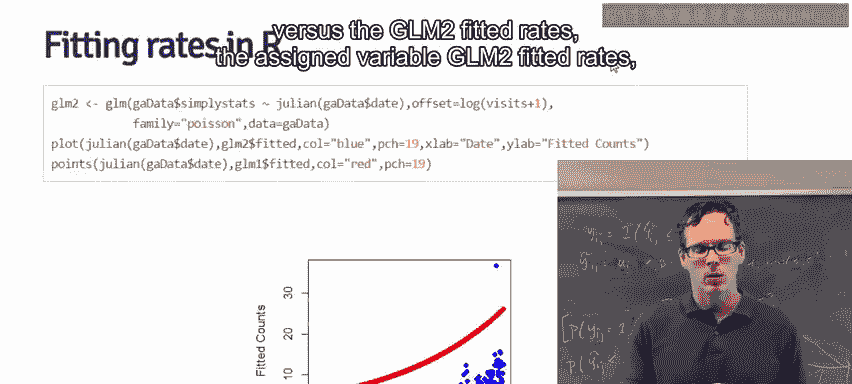 Fitting rates in R
versus the GLM2 fitted rates,
the assigned variable GLM2 fitted rates,
glm2 <- glm(gaData$simplystats ~ julian(gaData$date),offset=log(visits+1),
family="poisson",data=gaData)
plot(julian(gaData$date),glm2$fitted,col="blue",pch=19,xlab="Date",ylab="Fitted Counts")
points(julian(gaData$date),glm1$fitted,col="red",pch=19)
Fitted Counts
30
20
10